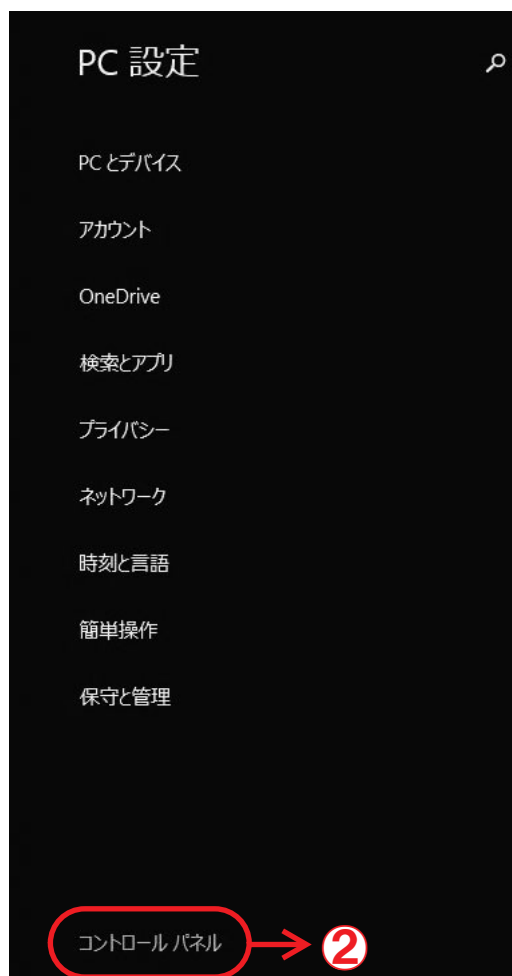 PC 設定
PC とデバイス
アカウント
OneDrive
検索とアプリ
プライバシー
ネットワーク
時刻と言語
簡単操作
保守と管理
コントロール パネル
②